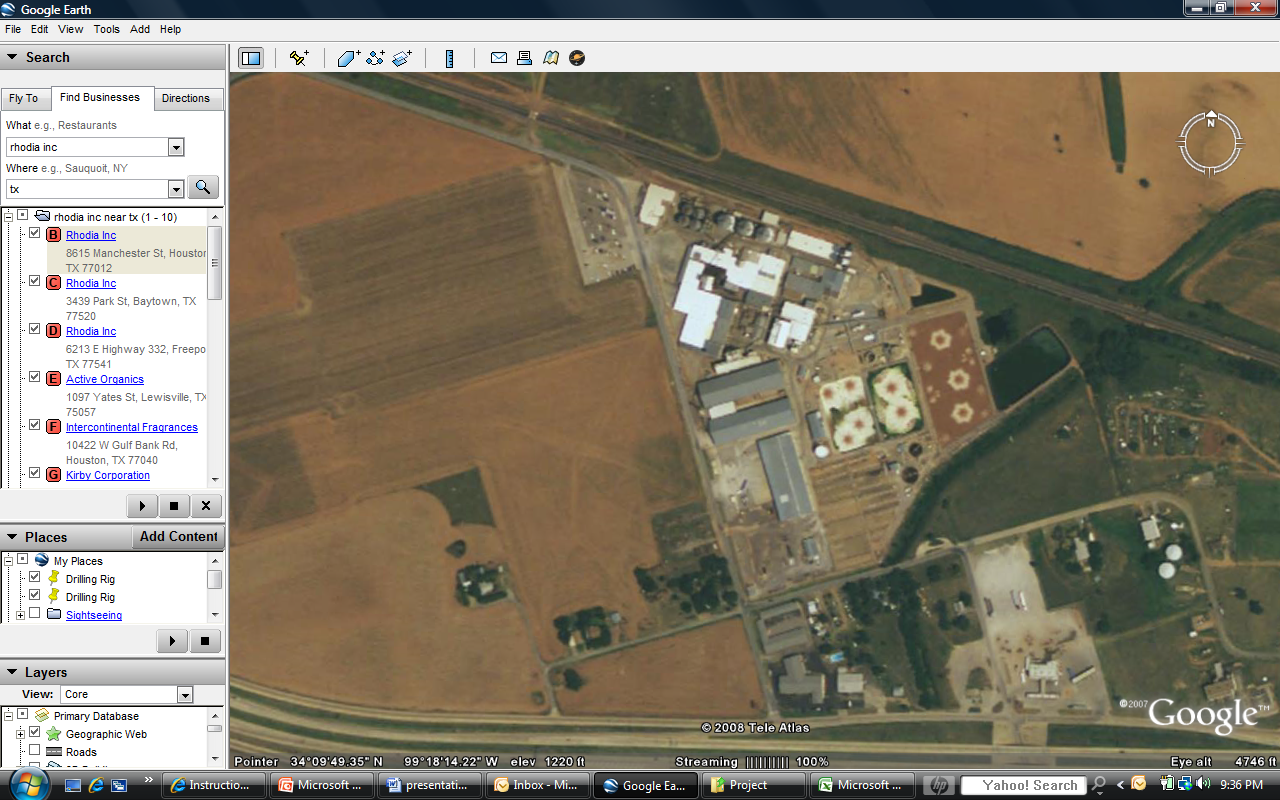 Google Earth
File Edit View Tools Add Help
Search
Fly To Find Businesses Directions
What e.g., Restaurants
rhodia inc
Where e.g., Sauquoit, NY
tx
rhodia inc near tx (1 - 10)
B Rhodia Inc
8615 Manchester St, Houston
TX 77012
C Rhodia Inc
3439 Park St, Baytown, TX
77520
D Rhodia Inc
6213 E Highway 332, Freepo
TX 77541
E Active Organics
1097 Yates St, Lewisville, TX
75057
F Intercontinental Fragrances
10422 W Gulf Bank Rd,
Houston, TX 77040
G Kirby Corporation
Places Add Content
My Places
Drilling Rig
Drilling Rig
Sightseeing
Layers
View: Core
Primary Database
Geographic Web
Roads
N
©2007 Google™
© 2008 Tele Atlas
Pointer 34°09'49.35" N 99°18'14.22" W elev 1220 ft Streaming |||||||||| 100% Eye alt 4746 ft
» Instructio... Microsoft ... presentati... Inbox - Mi... Google Ea... Project Microsoft ... hp Yahoo! Search 9:36 PM